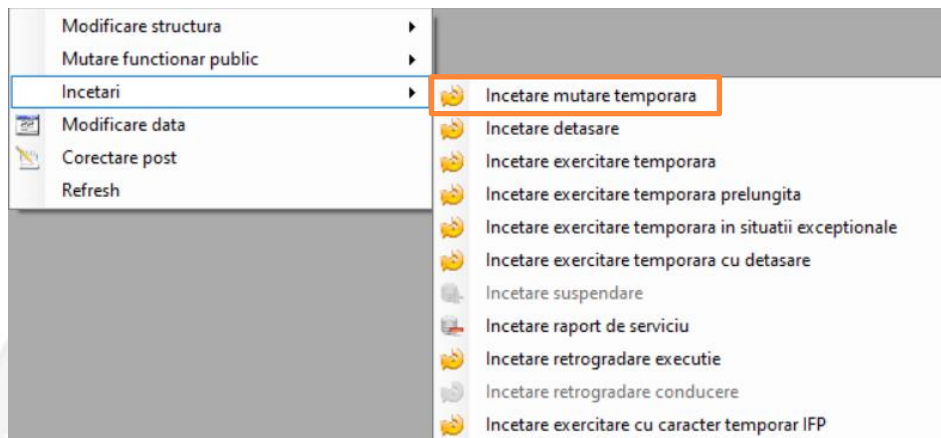 Modificare structura
Mutare functionar public
Incetari
Modificare data
Corectare post
Refresh
Incetare mutare temporara
Incetare detasare
Incetare exercitare temporara
Incetare exercitare temporara prelungita
Incetare exercitare temporara in situatii exceptionale
Incetare exercitare temporara cu detasare
Incetare suspendare
Incetare raport de serviciu
Incetare retrogradare executie
Incetare retrogradare conducere
Incetare exercitare cu caracter temporar IFP